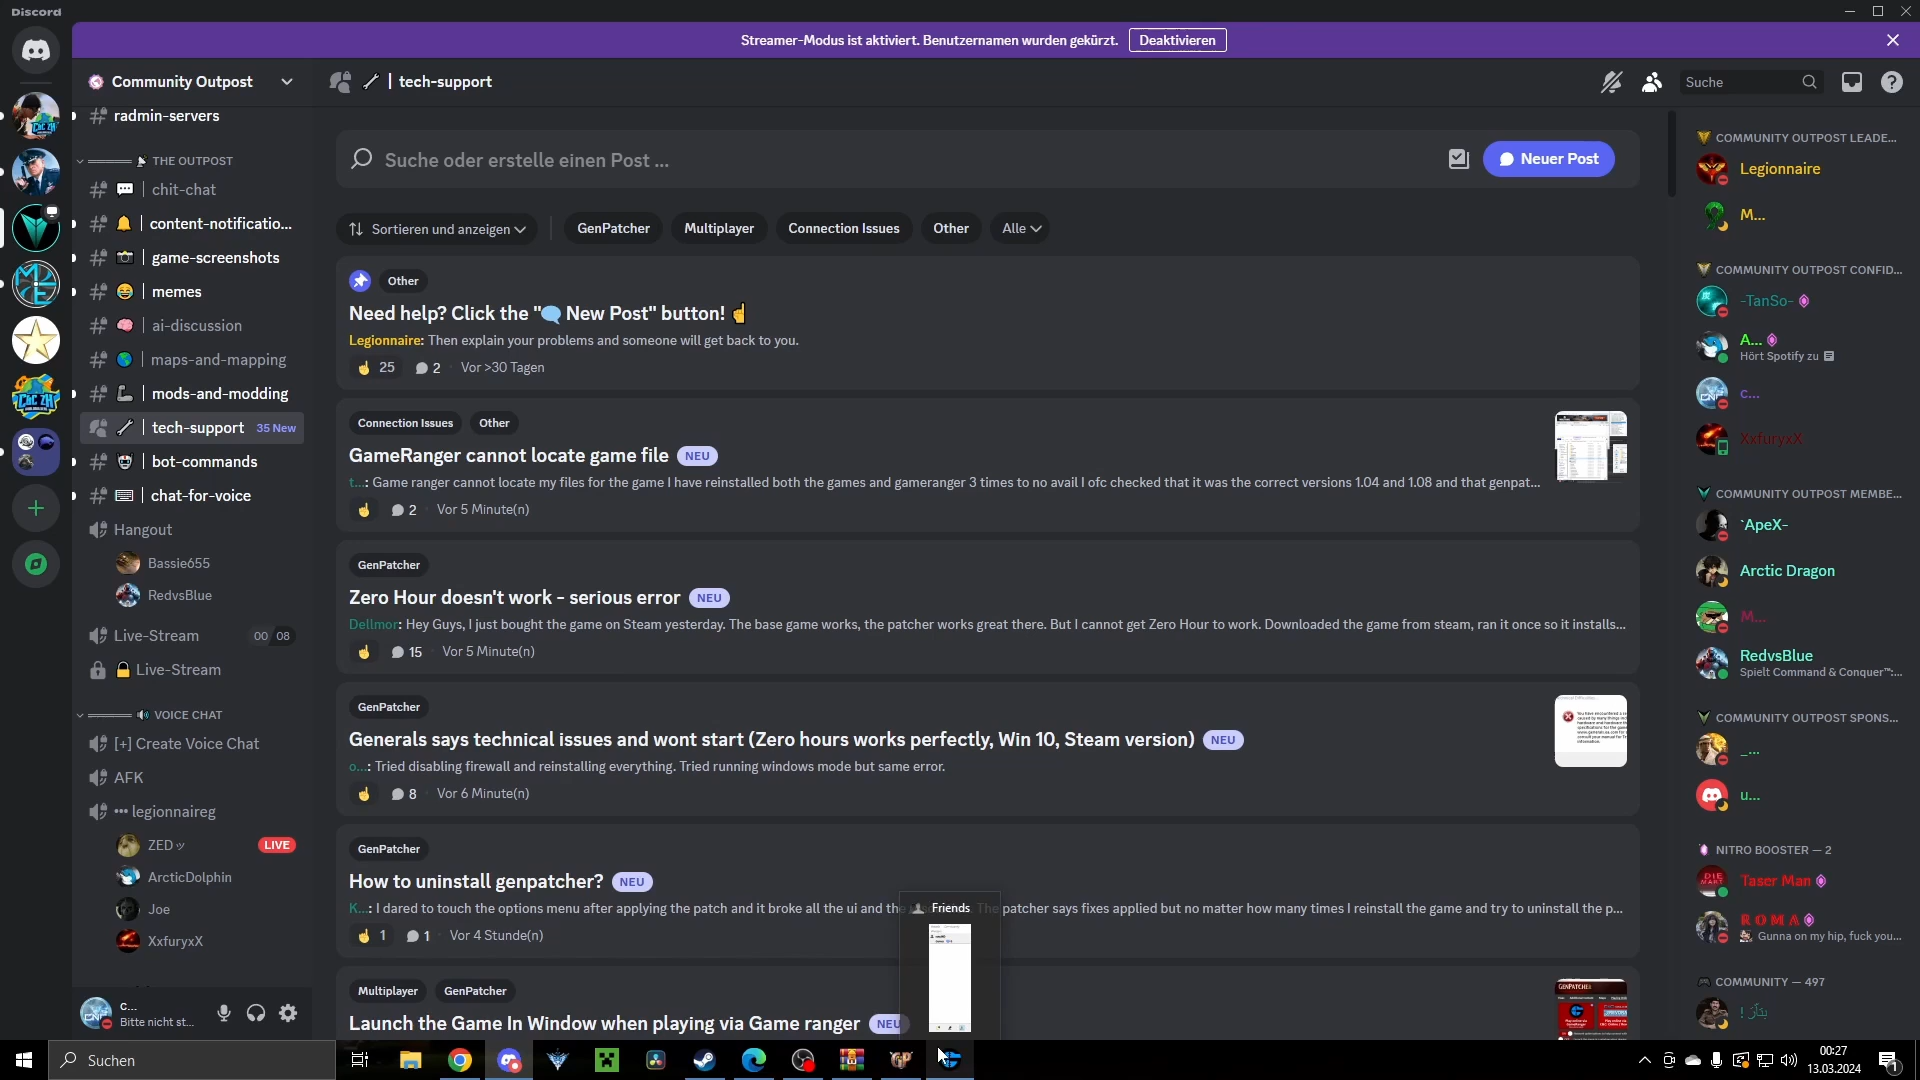 Discord
Streamer-Modus ist aktiviert. Benutzernamen wurden gekürzt.
Deaktivieren
Community Outpost
| tech-support
Suche
radmin-servers
THE OUTPOST
| chit-chat
| content-notificatio...
| game-screenshots
| memes
| ai-discussion
| maps-and-mapping
| mods-and-modding
| tech-support 35 New
| bot-commands
| chat-for-voice
Hangout
Bassie655
RedvsBlue
Live-Stream 00 08
Live-Stream
VOICE CHAT
[+] Create Voice Chat
AFK
••• legionnaireg
ZEDッ LIVE
ArcticDolphin
Joe
XxfuryxX
c...
Bitte nicht st...
Suche oder erstelle einen Post ...
Neuer Post
Sortieren und anzeigen
GenPatcher
Multiplayer
Connection Issues
Other
Alle
Other
Need help? Click the "🗨 New Post" button! ☝
Legionnaire: Then explain your problems and someone will get back to you.
25 2 · Vor >30 Tagen
Connection Issues Other
GameRanger cannot locate game file NEU
t...: Game ranger cannot locate my files for the game I have reinstalled both the games and gameranger 3 times to no avail I ofc checked that it was the correct versions 1.04 and 1.08 and that genpat...
2 · Vor 5 Minute(n)
GenPatcher
Zero Hour doesn't work - serious error NEU
Dellmor: Hey Guys, I just bought the game on Steam yesterday. The base game works, the patcher works great there. But I cannot get Zero Hour to work. Downloaded the game from steam, ran it once so it installs...
15 · Vor 5 Minute(n)
GenPatcher
Generals says technical issues and wont start (Zero hours works perfectly, Win 10, Steam version) NEU
o...: Tried disabling firewall and reinstalling everything. Tried running windows mode but same error.
8 · Vor 6 Minute(n)
GenPatcher
How to uninstall genpatcher? NEU
K...: I dared to touch the options menu after applying the patch and it broke all the ui and the
The patcher says fixes applied but no matter how many times I reinstall the game and try to uninstall the p...
1 1 · Vor 4 Stunde(n)
Friends
Multiplayer GenPatcher
Launch the Game In Window when playing via Game ranger NEU
GENPATCHER
COMMUNITY OUTPOST LEADE...
Legionnaire
M...
COMMUNITY OUTPOST CONFID...
-TanSo-
A...
Hört Spotify zu
c...
XxfuryxX
COMMUNITY OUTPOST MEMBE...
`ApeX-
Arctic Dragon
M...
RedvsBlue
Spielt Command & Conquer™:...
COMMUNITY OUTPOST SPONS...
_...
u...
NITRO BOOSTER — 2
Taser Man
R O M A
Gunna on my hip, fuck you...
COMMUNITY — 497
Suchen
00:27
13.03.2024
1